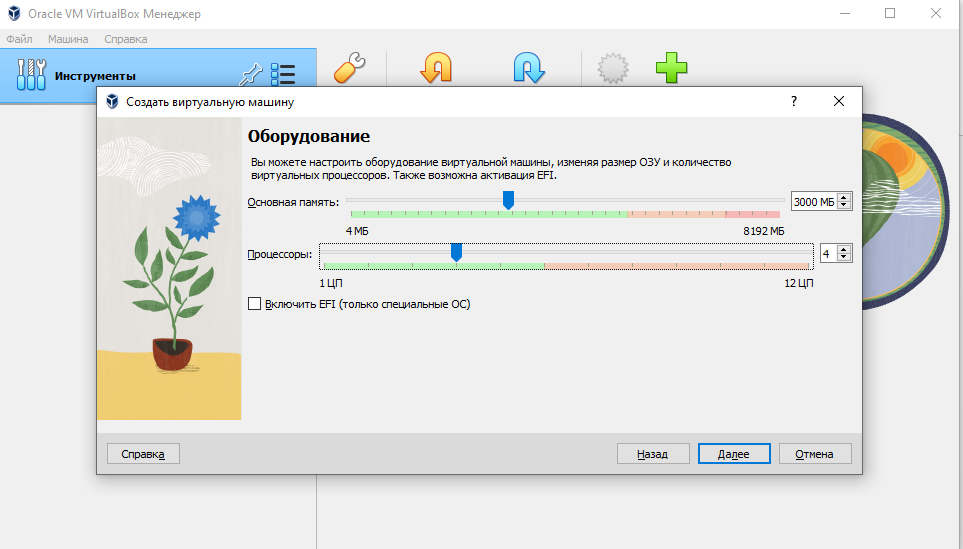 Oracle VM VirtualBox Менеджер
Файл Машина Справка
Инструменты
Создать виртуальную машину
?
Оборудование
Вы можете настроить оборудование виртуальной машины, изменяя размер ОЗУ и количество
виртуальных процессоров. Также возможна активация EFI.
Основная память:
3000 МБ
4 МБ
8192 МБ
Процессоры:
4
1 ЦП
12 ЦП
Включить EFI (только специальные ОС)
Справка
Назад
Далее
Отмена